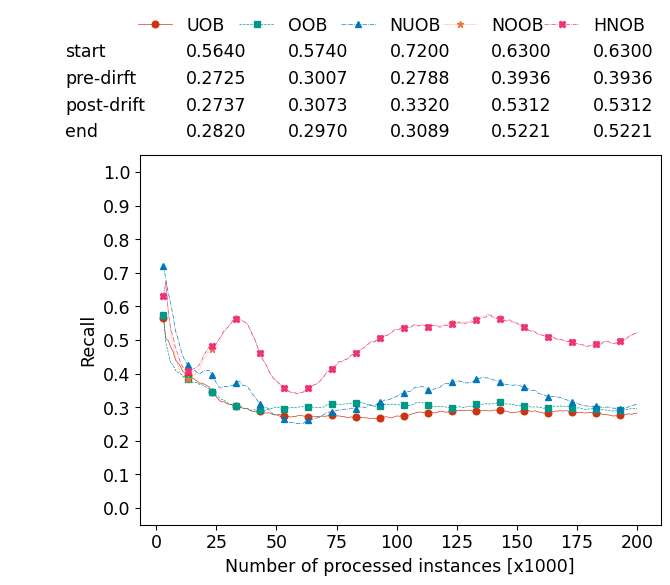 UOB OOB NUOB NOOB HNOB
start 0.5640 0.5740 0.7200 0.6300 0.6300
pre-dirft 0.2725 0.3007 0.2788 0.3936 0.3936
post-drift 0.2737 0.3073 0.3320 0.5312 0.5312
end 0.2820 0.2970 0.3089 0.5221 0.5221
1.0
0.9
0.8
0.7
0.6
0.5
0.4
0.3
0.2
0.1
0.0
Recall
0 25 50 75 100 125 150 175 200
Number of processed instances [x1000]